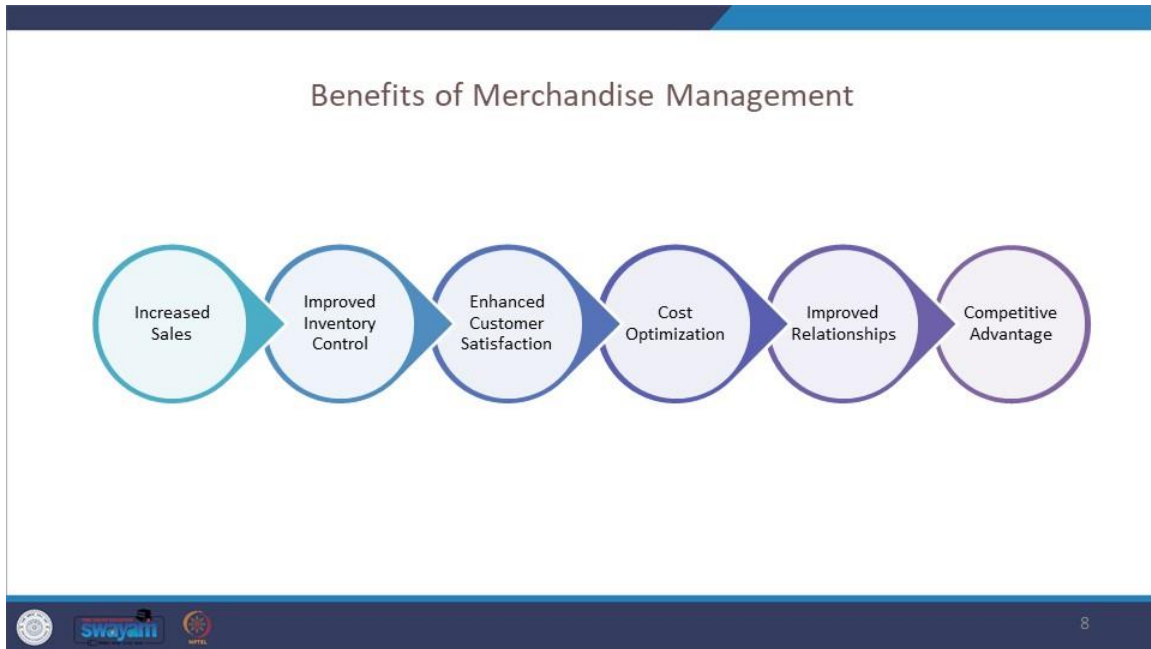 Benefits of Merchandise Management
Increased
Sales
Improved
Inventory
Control
Enhanced
Customer
Satisfaction
Cost
Optimization
Improved
Relationships
Competitive
Advantage
swayam
NPTEL
8